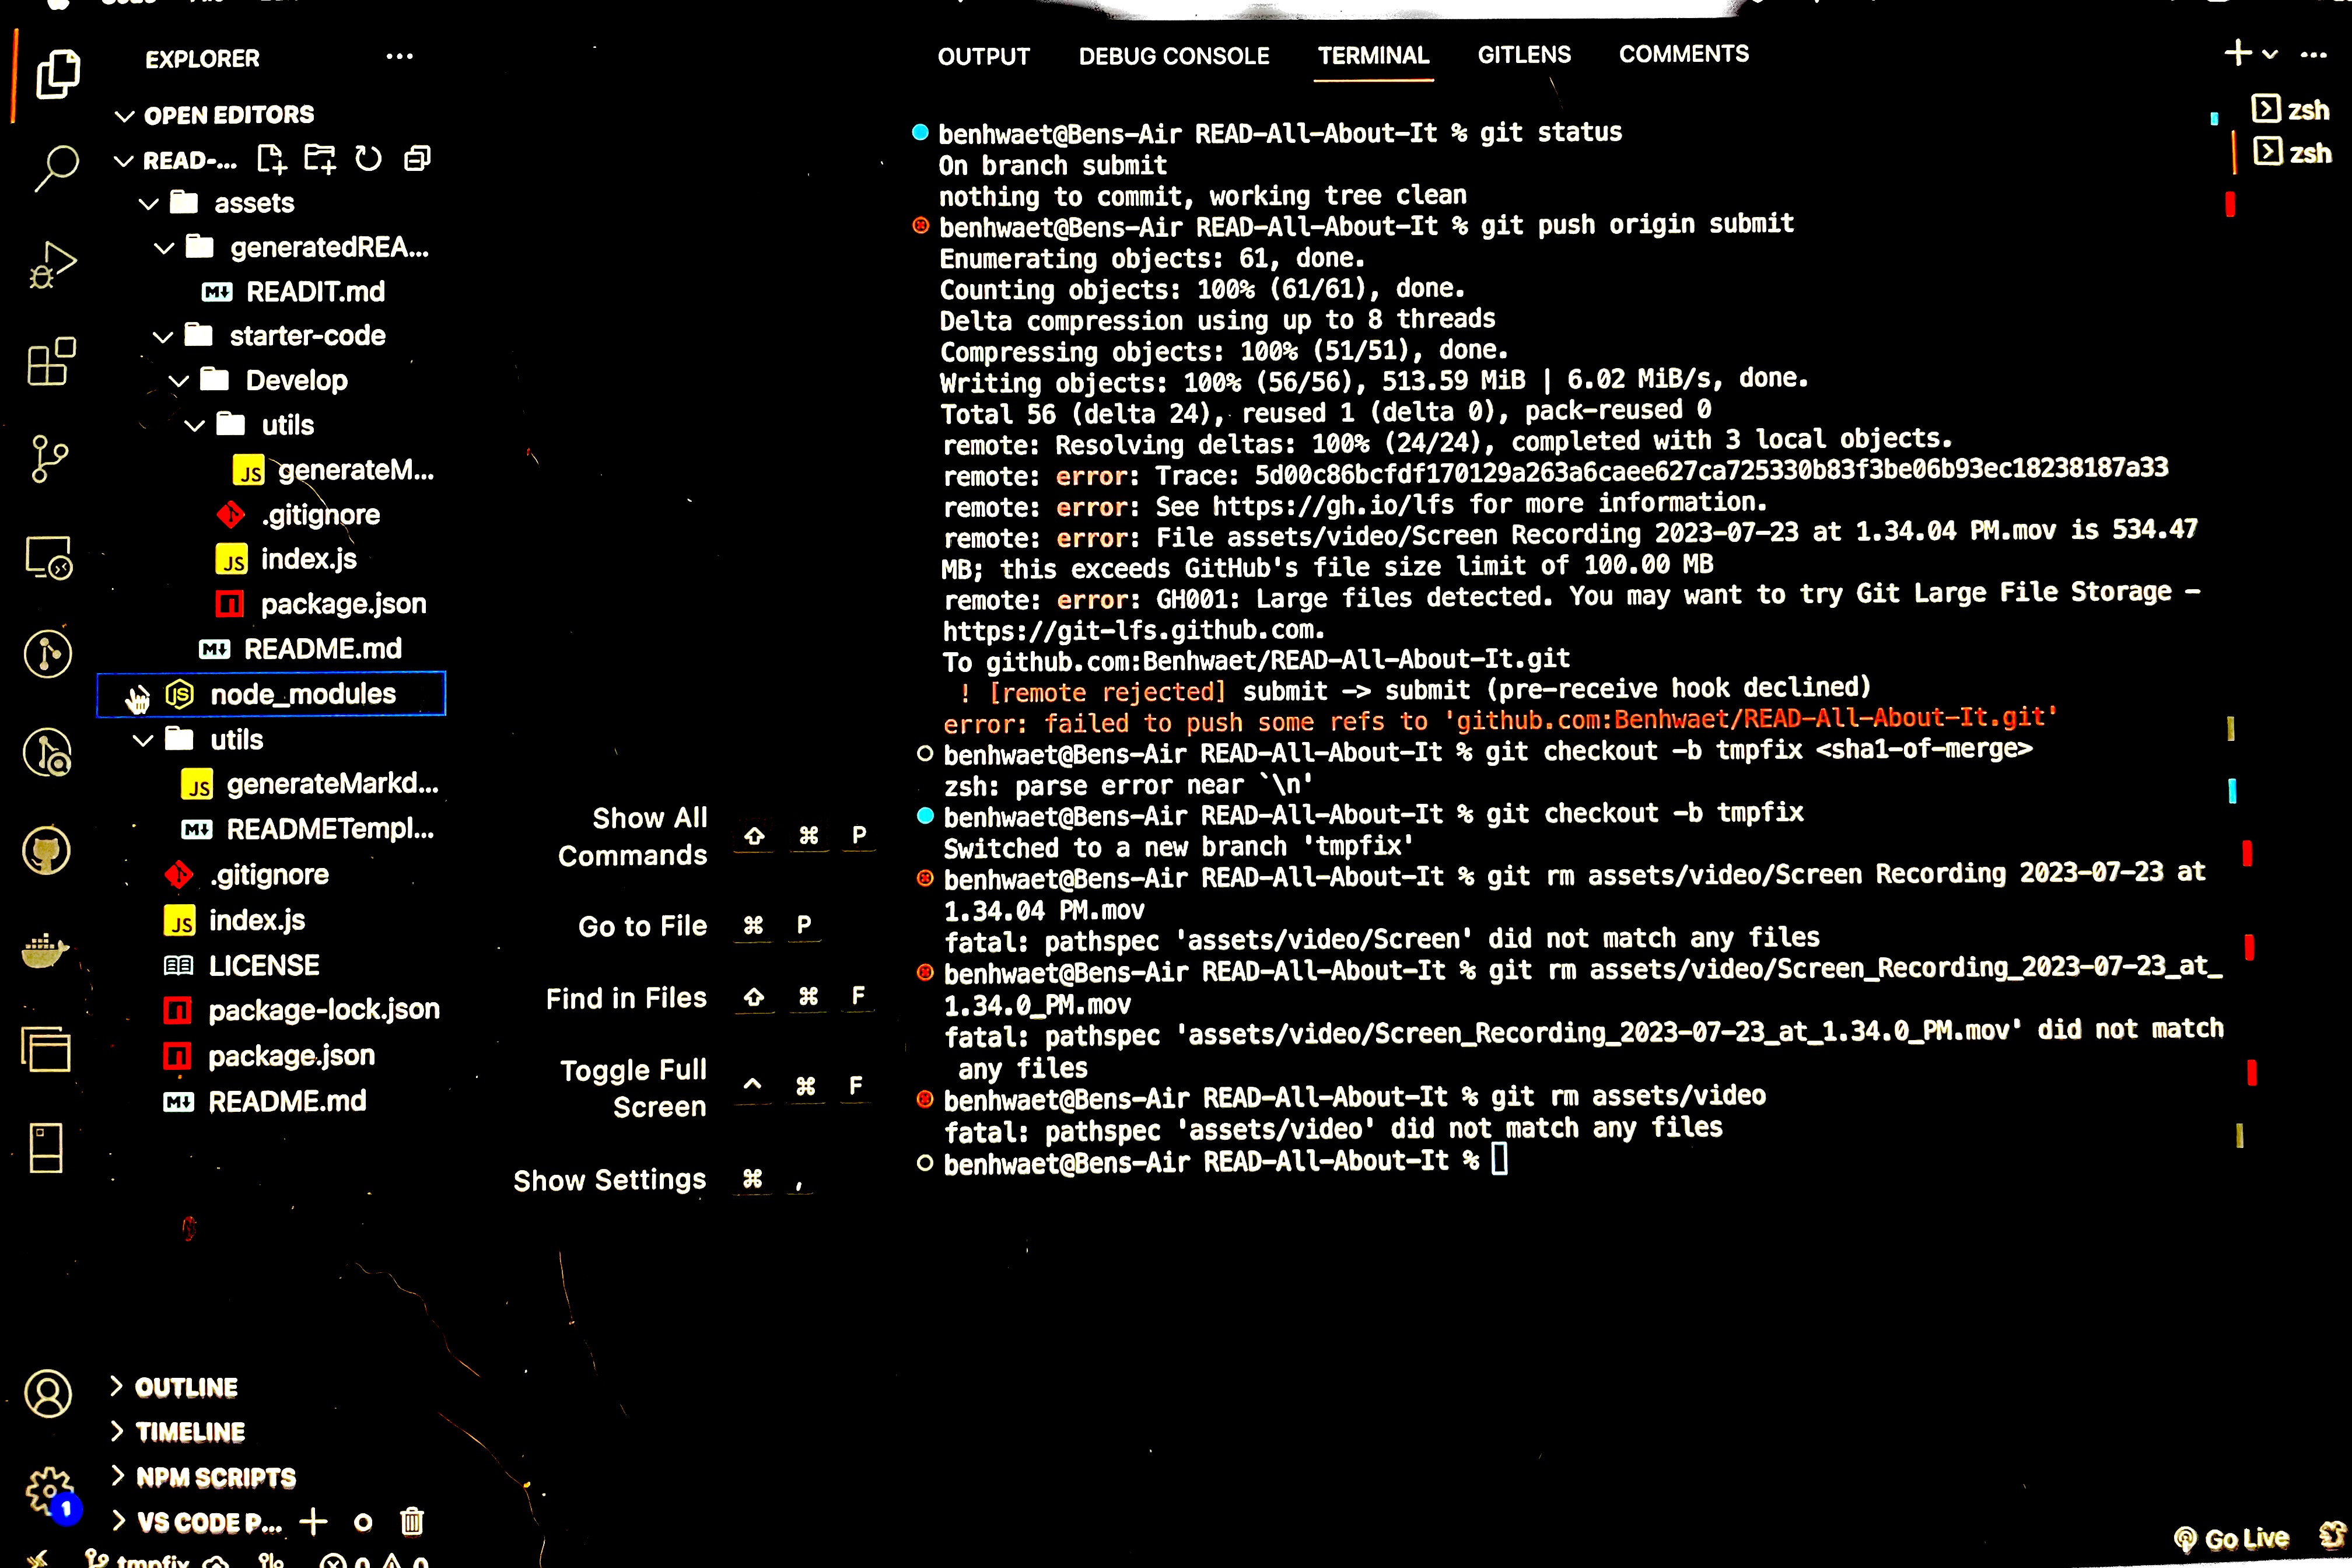 EXPLORER
OPEN EDITORS
READ-...
assets
generatedREA...
READIT.md
starter-code
Develop
utils
generateM...
.gitignore
index.js
package.json
README.md
node_modules
utils
generateMarkd...
READMETempl...
.gitignore
index.js
LICENSE
package-lock.json
package.json
README.md
OUTLINE
TIMELINE
NPM SCRIPTS
VS CODE P...
1
tmpfix
Show All
Commands
⇧ ⌘ P
Go to File ⌘ P
Find in Files ⇧ ⌘ F
Toggle Full
Screen
^ ⌘ F
Show Settings ⌘ ,
OUTPUT DEBUG CONSOLE TERMINAL GITLENS COMMENTS
benhwaet@Bens-Air READ-All-About-It % git status
On branch submit
nothing to commit, working tree clean
benhwaet@Bens-Air READ-All-About-It % git push origin submit
Enumerating objects: 61, done.
Counting objects: 100% (61/61), done.
Delta compression using up to 8 threads
Compressing objects: 100% (51/51), done.
Writing objects: 100% (56/56), 513.59 MiB | 6.02 MiB/s, done.
Total 56 (delta 24), reused 1 (delta 0), pack-reused 0
remote: Resolving deltas: 100% (24/24), completed with 3 local objects.
remote: error: Trace: 5d00c86bcfdf170129a263a6caee627ca725330b83f3be06b93ec18238187a33
remote: error: See https://gh.io/lfs for more information.
remote: error: File assets/video/Screen Recording 2023-07-23 at 1.34.04 PM.mov is 534.47
MB; this exceeds GitHub's file size limit of 100.00 MB
remote: error: GH001: Large files detected. You may want to try Git Large File Storage -
https://git-lfs.github.com.
To github.com:Benhwaet/READ-All-About-It.git
! [remote rejected] submit -> submit (pre-receive hook declined)
error: failed to push some refs to 'github.com:Benhwaet/READ-All-About-It.git'
benhwaet@Bens-Air READ-All-About-It % git checkout -b tmpfix <sha1-of-merge>
zsh: parse error near `\n'
benhwaet@Bens-Air READ-All-About-It % git checkout -b tmpfix
Switched to a new branch 'tmpfix'
benhwaet@Bens-Air READ-All-About-It % git rm assets/video/Screen Recording 2023-07-23 at
1.34.04 PM.mov
fatal: pathspec 'assets/video/Screen' did not match any files
benhwaet@Bens-Air READ-All-About-It % git rm assets/video/Screen_Recording_2023-07-23_at_
1.34.0_PM.mov
fatal: pathspec 'assets/video/Screen_Recording_2023-07-23_at_1.34.0_PM.mov' did not match
any files
benhwaet@Bens-Air READ-All-About-It % git rm assets/video
fatal: pathspec 'assets/video' did not match any files
benhwaet@Bens-Air READ-All-About-It %
zsh
zsh
Go Live